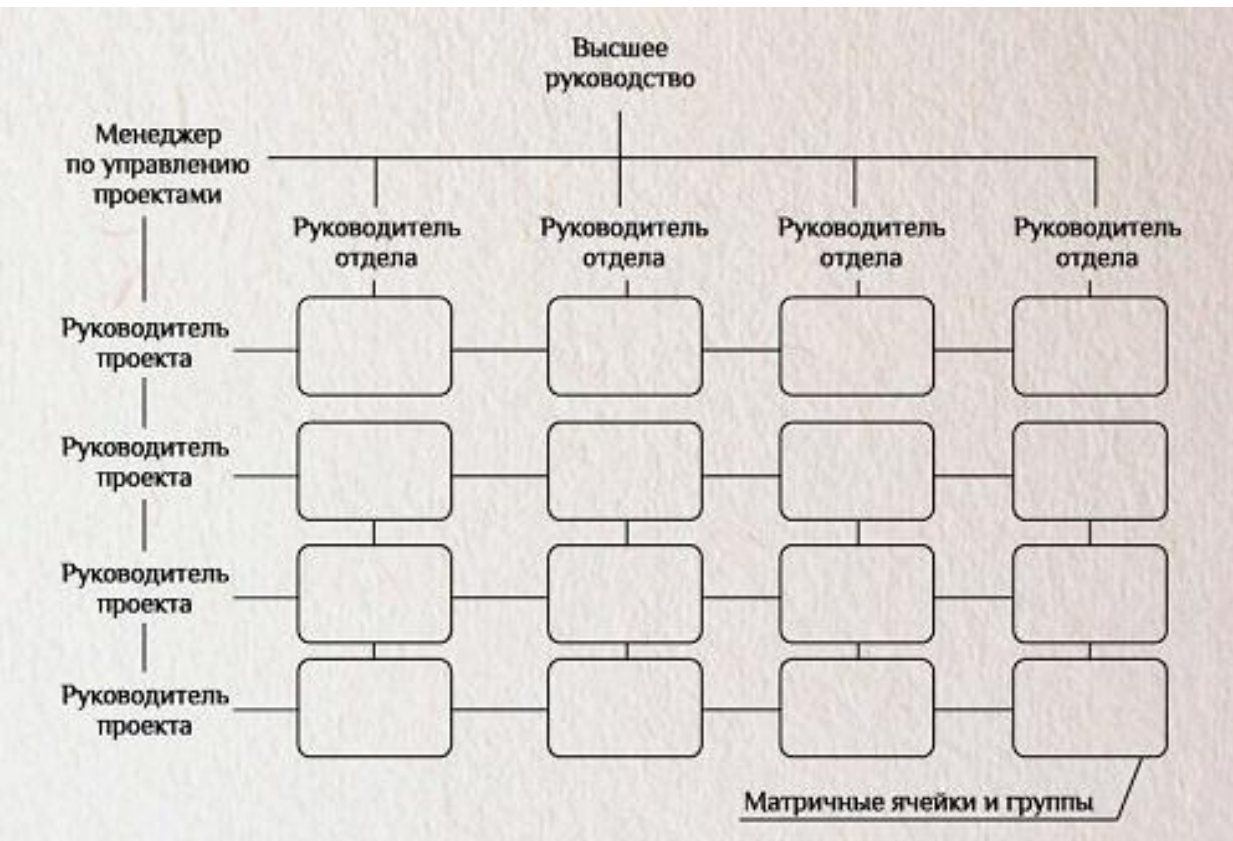 Высшее
руководство
Менеджер
по управлению
проектами
Руководитель
отдела
Руководитель
отдела
Руководитель
отдела
Руководитель
отдела
Руководитель
проекта
Руководитель
проекта
Руководитель
проекта
Руководитель
проекта
Матричные ячейки и группы